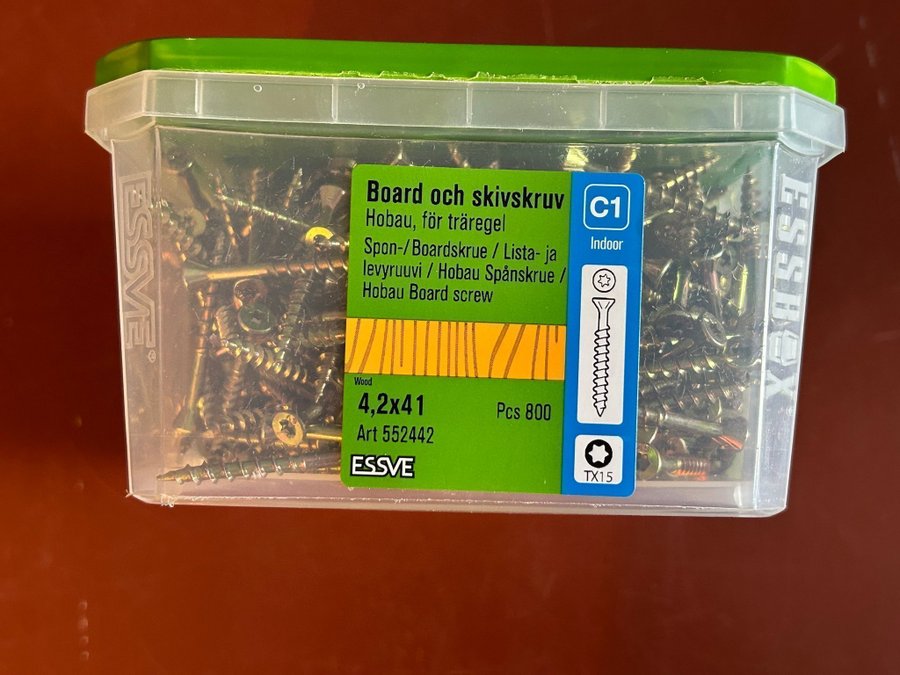 Board och skivskruv
Hobau, för träregel
Spon-/Boardskrue / Lista- ja
levyruuvi / Hobau Spånskrue /
Hobau Board screw
Wood
4,2x41
Pcs 800
Art 552442
ESSVE
C1
Indoor
TX15
ESSVE®
ESSBOX